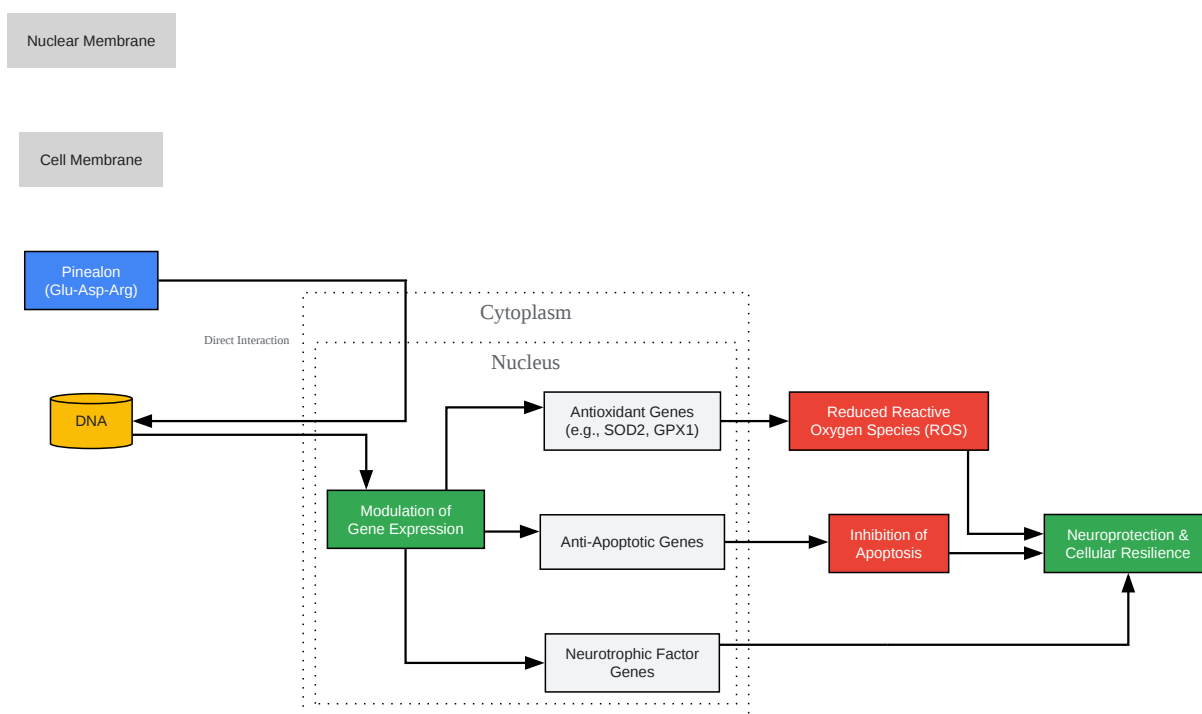 Nuclear Membrane
Cell Membrane
Pinealon
(Glu-Asp-Arg)
Cytoplasm
Direct Interaction
Nucleus
DNA
Antioxidant Genes
(e.g., SOD2, GPX1)
Reduced Reactive
Oxygen Species (ROS)
Modulation of
Gene Expression
Anti-Apoptotic Genes
Inhibition of
Apoptosis
Neuroprotection &
Cellular Resilience
Neurotrophic Factor
Genes